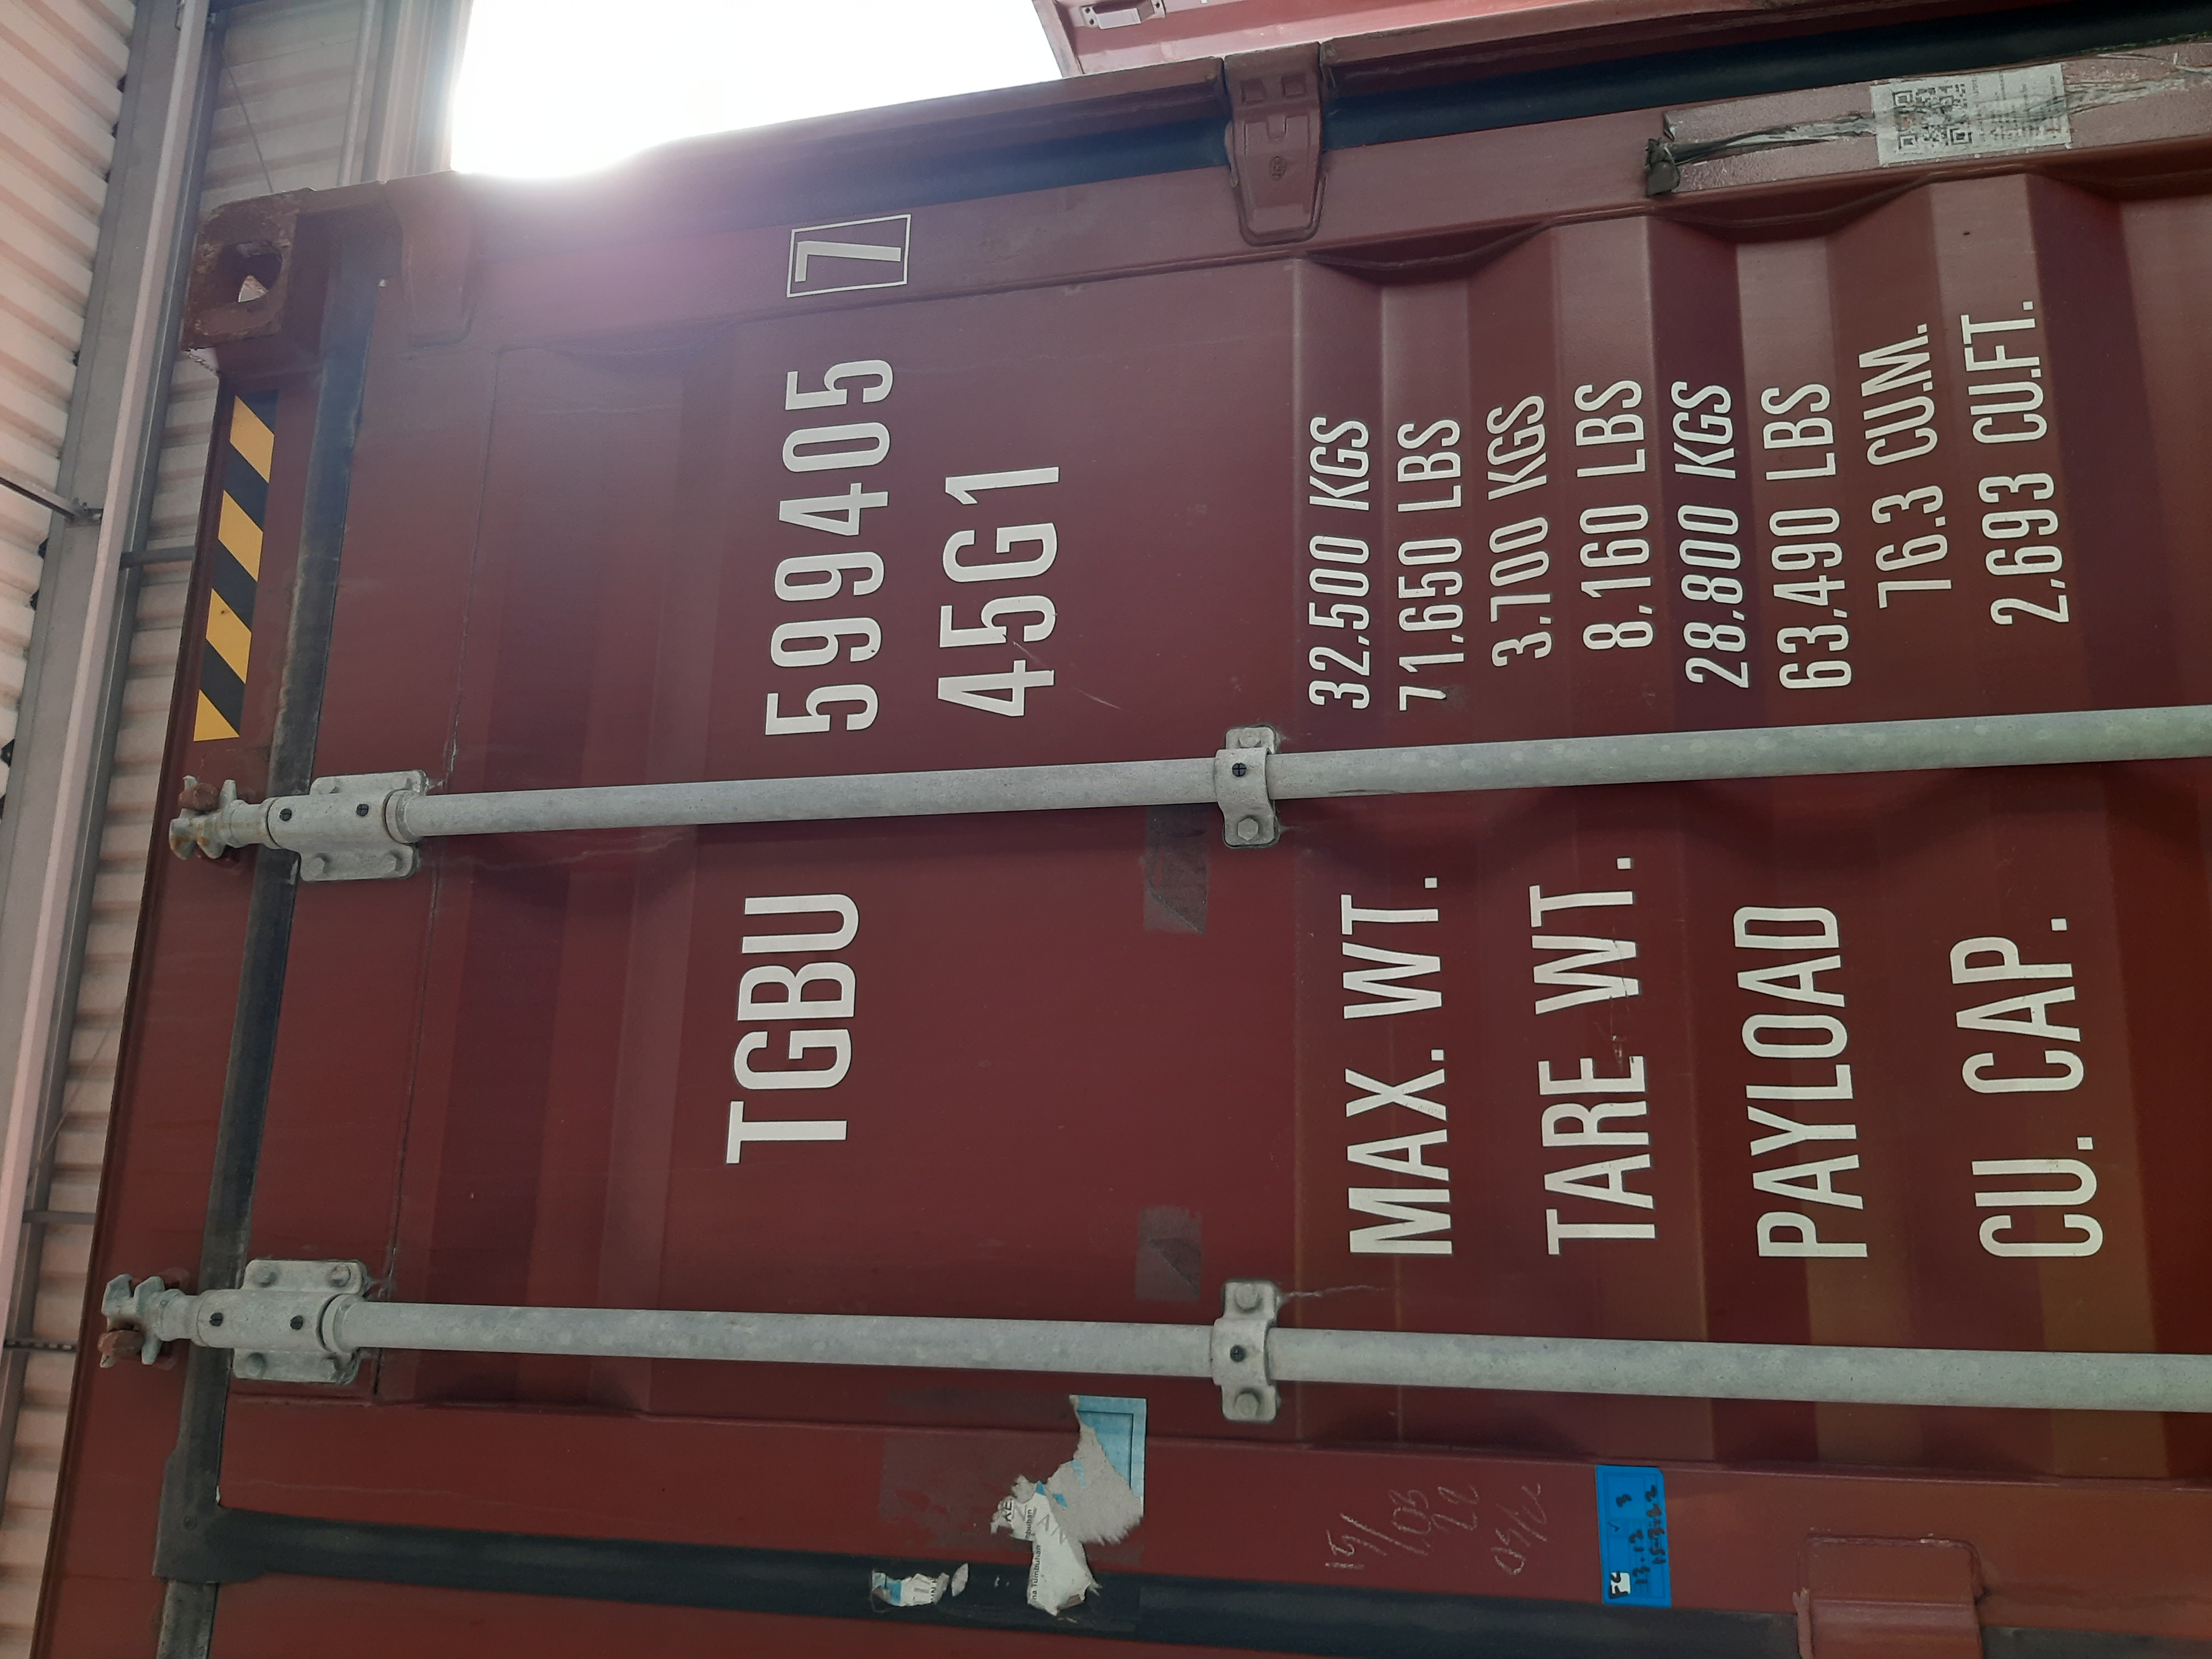 TGBU 599405 7
45G1
MAX. WT. 32,500 KGS
71,650 LBS
TARE WT. 3,700 KGS
8,160 LBS
PAYLOAD 28,800 KGS
63,490 LBS
CU. CAP. 76.3 CU.M.
2,693 CU.FT.